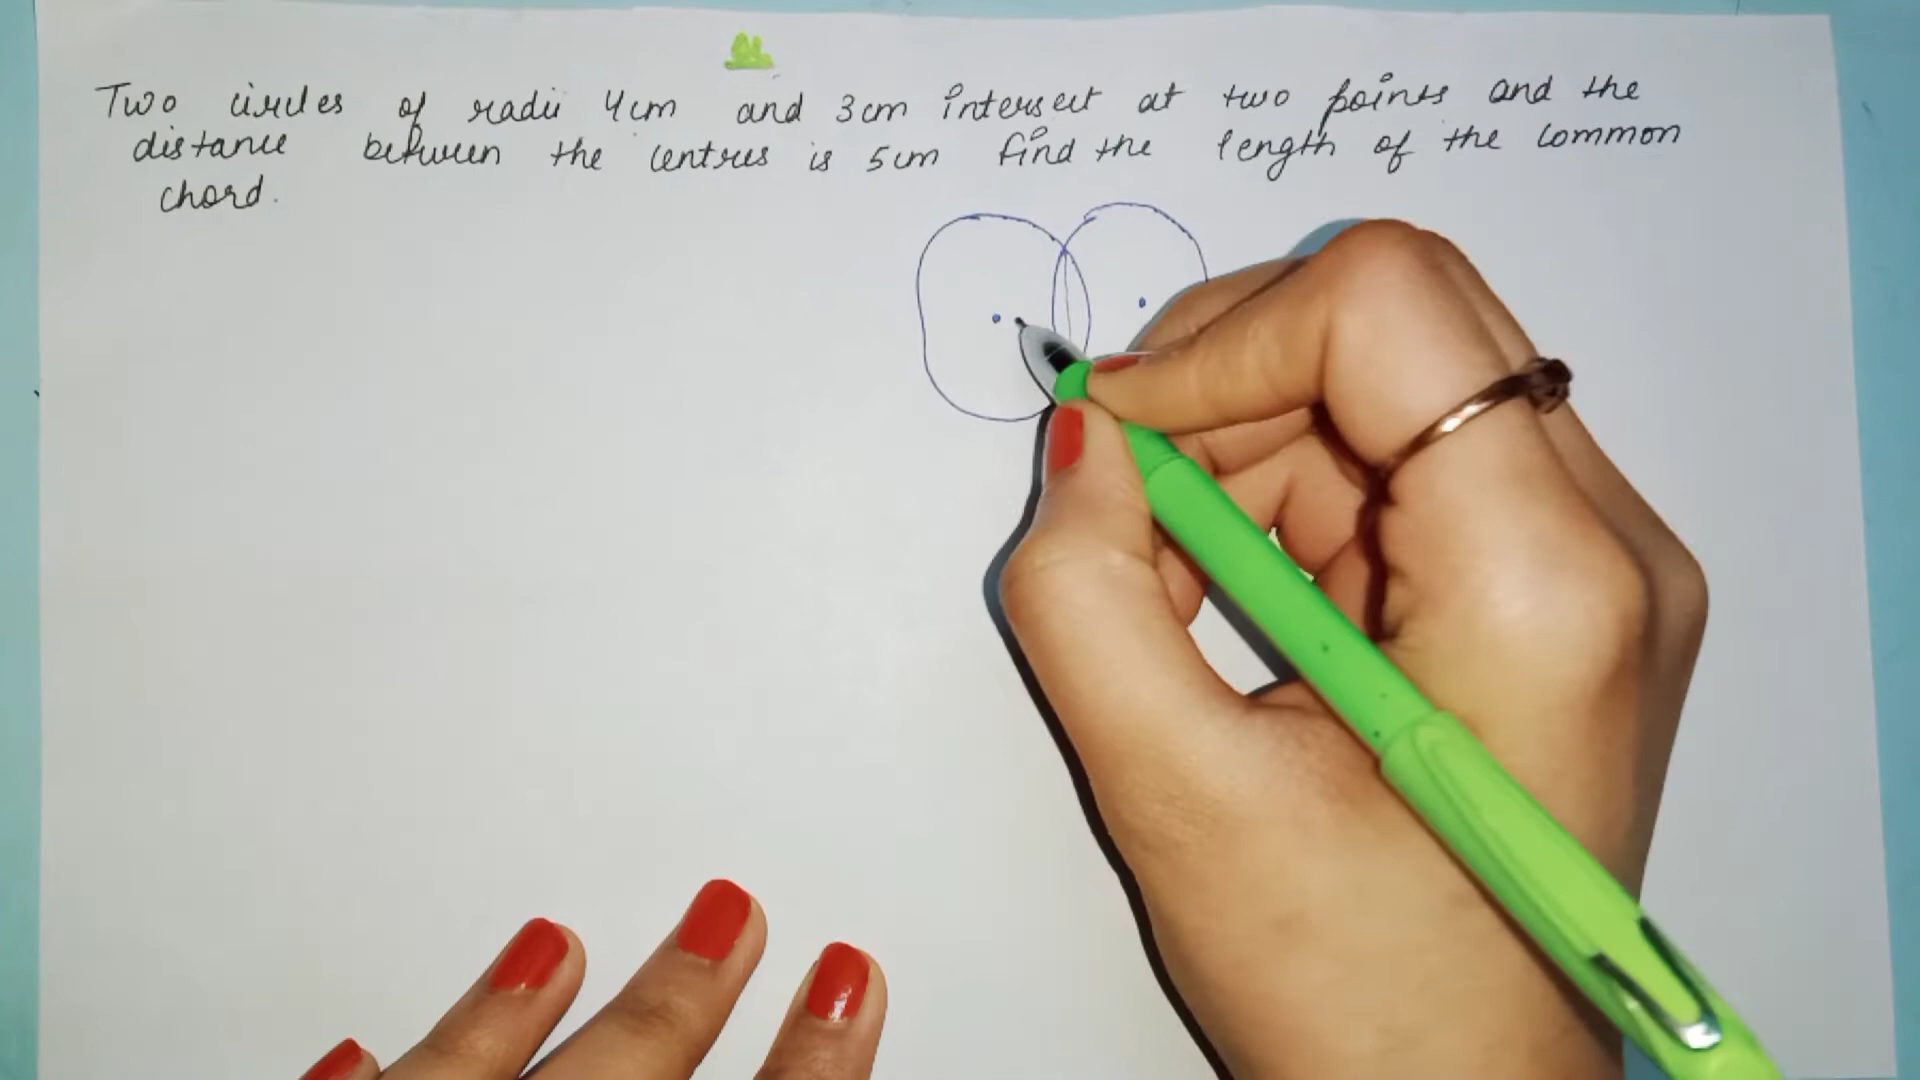 Two circles of radii 4cm and 3cm intersect at two points and the
distance between the centres is 5cm find the length of the common
chord.